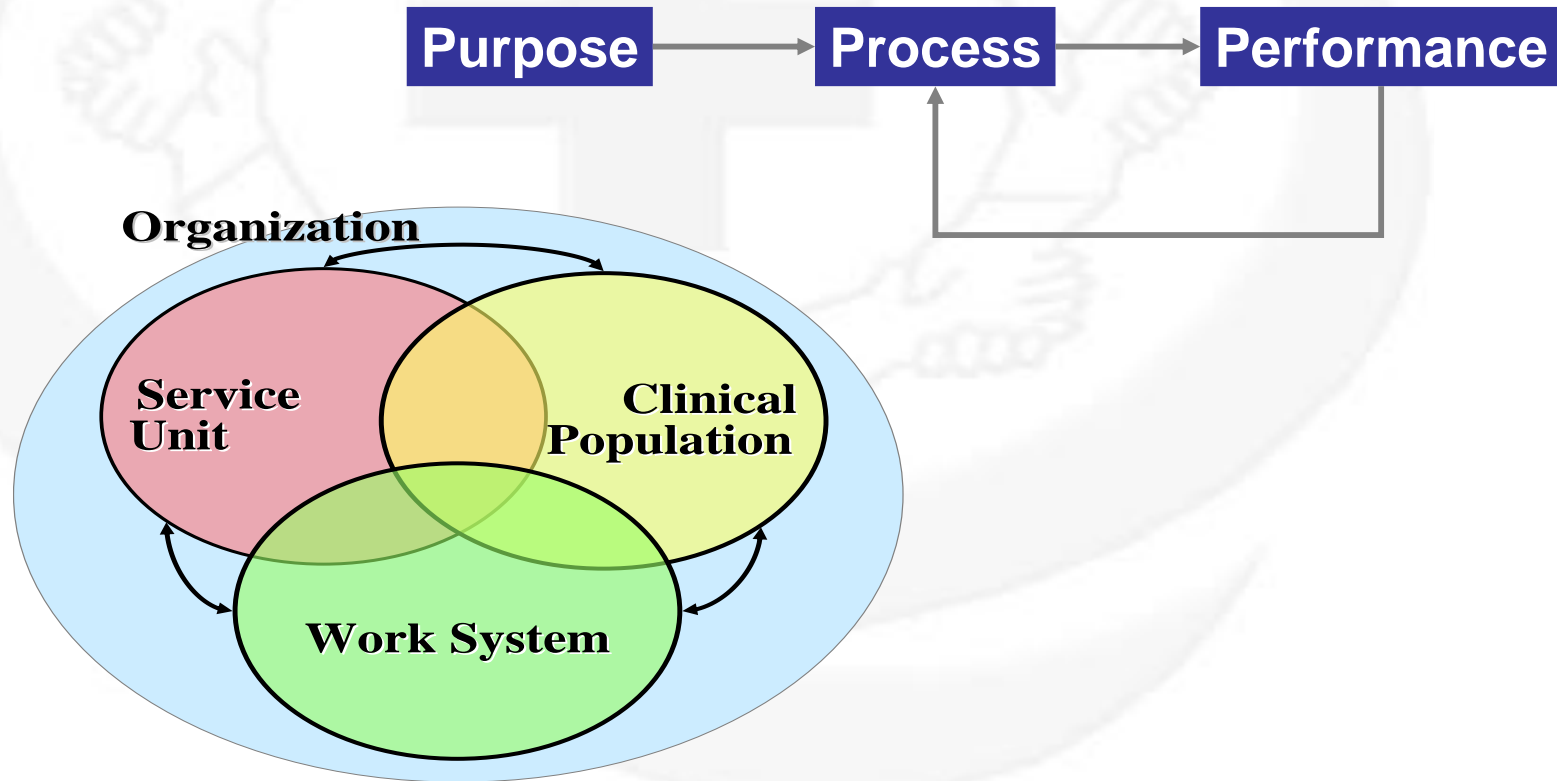 Purpose Process Performance
Organization
Service
Unit
Clinical
Population
Work System